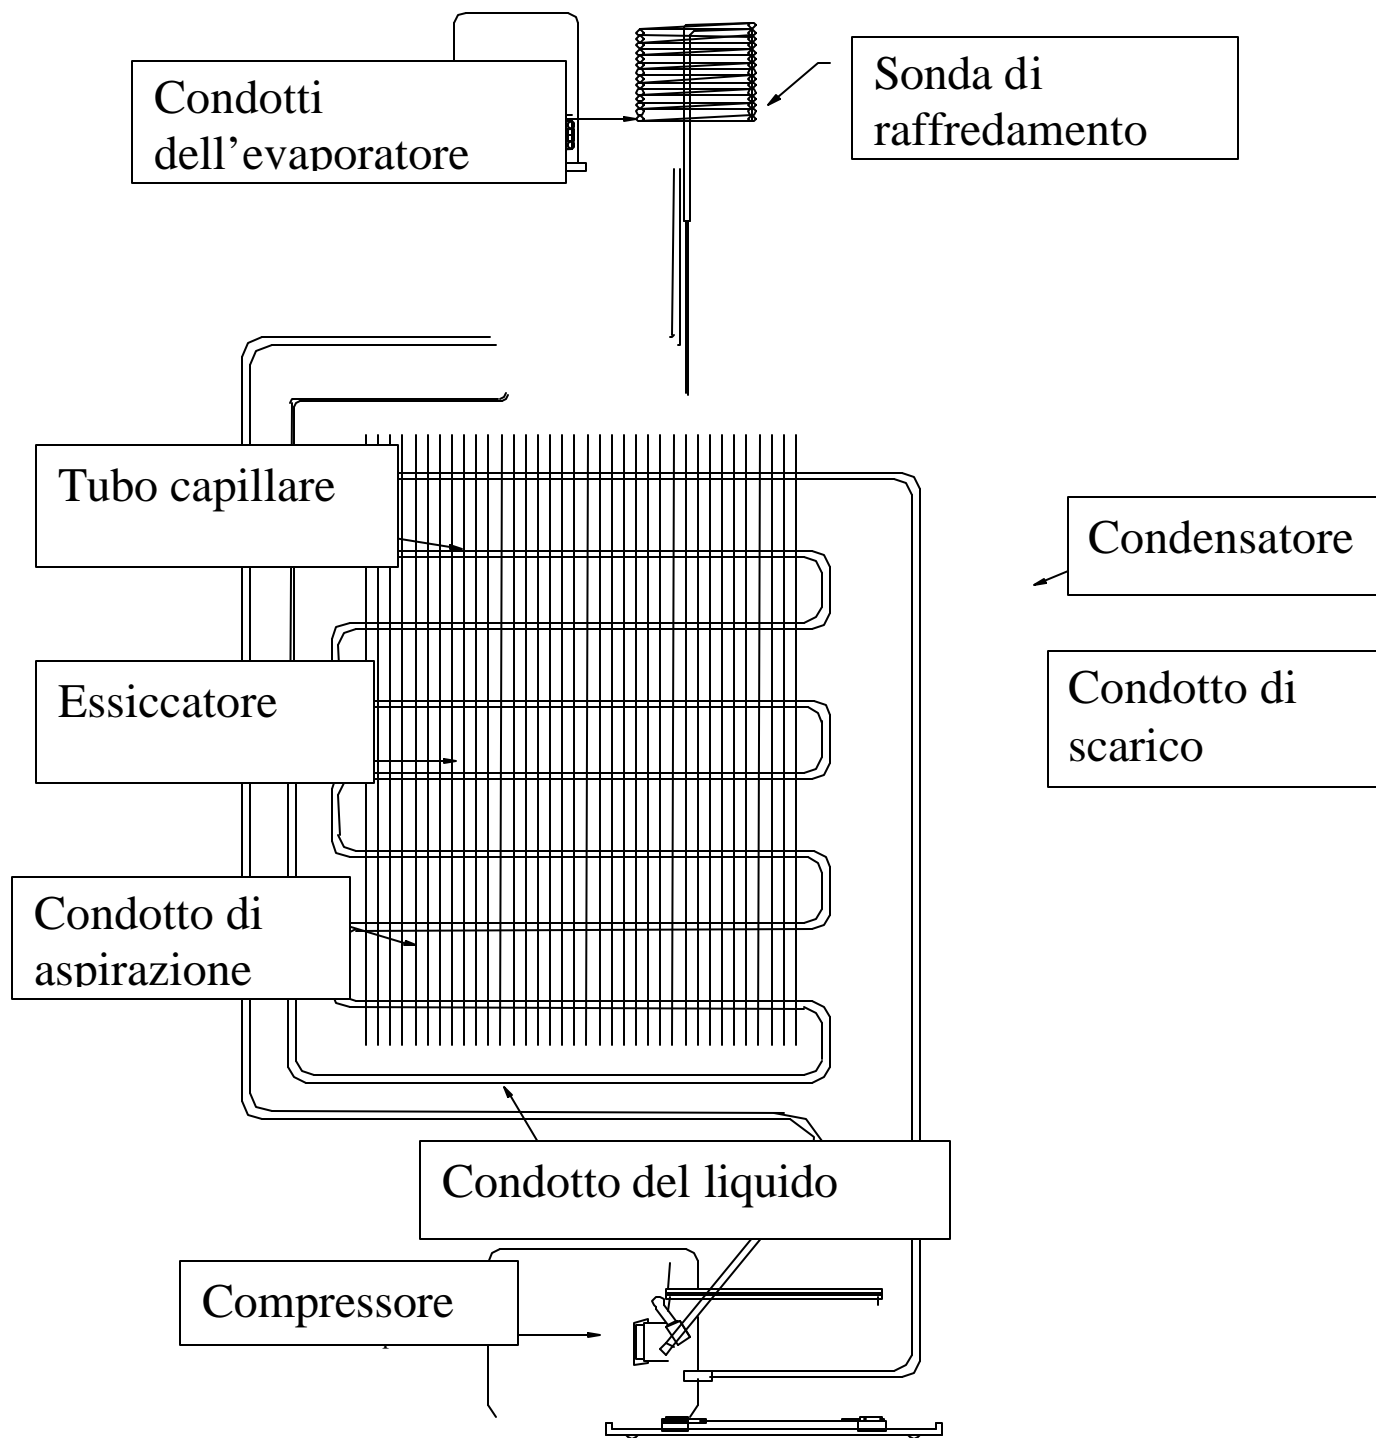 Condotti
dell’evaporatore
Sonda di
raffredamento
Tubo capillare
Condensatore
Essiccatore
Condotto di
scarico
Condotto di
aspirazione
Condotto del liquido
Compressore